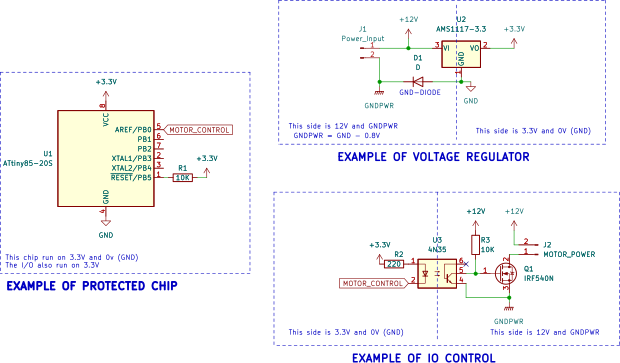 +3.3V
8
VCC
U1
ATtiny85-20S
AREF/PB0
5
MOTOR_CONTROL
PB1
6
PB2
7
XTAL1/PB3
2
XTAL2/PB4
3
RESET/PB5
1
R1
10K
+3.3V
GND
4
GND
This chip run on 3.3V and 0v (GND)
The I/O also run on 3.3V
EXAMPLE OF PROTECTED CHIP
J1
Power_Input
1
2
+12V
U2
AMS1117-3.3
3
VI
VO
2
GND
1
+3.3V
D1
D
GND-DIODE
GNDPWR
GND
This side is 12V and GNDPWR
GNDPWR = GND - 0.8V
This side is 3.3V and 0V (GND)
EXAMPLE OF VOLTAGE REGULATOR
+12V
+12V
+3.3V
R2
220
MOTOR_CONTROL
U3
4N35
1
2
6
5
4
R3
10K
1
2
3
Q1
IRF540N
2
1
J2
MOTOR_POWER
GNDPWR
This side is 3.3V and 0V (GND)
This side is 12V and GNDPWR
EXAMPLE OF IO CONTROL